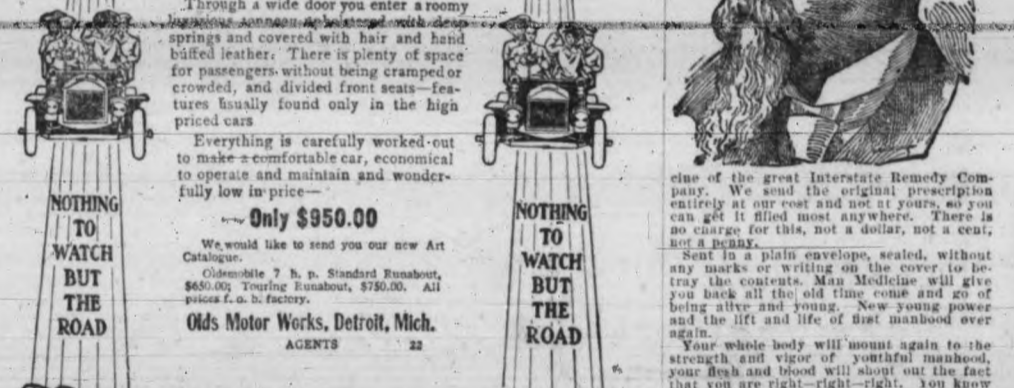 Through a wide door you enter a roomy
luxurious tonneau upholstered with deep
springs and covered with hair and hand
buffed leather. There is plenty of space
for passengers without being cramped or
crowded, and divided front seats—fea-
tures usually found only in the high
priced cars
Everything is carefully worked out
to make a comfortable car, economical
to operate and maintain and wonder-
fully low in price—
Only $950.00
We would like to send you our new Art
Catalogue.
Oldsmobile 7 h. p. Standard Runabout,
$650.00; Touring Runabout, $750.00. All
prices f. o. b. factory.
Olds Motor Works, Detroit, Mich.
AGENTS 22
NOTHING
TO
WATCH
BUT
THE
ROAD
NOTHING
TO
WATCH
BUT
THE
ROAD
cine of the great Interstate Remedy Com-
pany. We send the original prescription
entirely at our cost and not at yours, so you
can get it filled most anywhere. There is
no charge for this, not a dollar, not a cent,
not a penny.
Sent in a plain envelope, sealed, without
any marks or writing on the cover to be-
tray the contents. Man Medicine will give
you back all the old time come and go of
being alive and young. New young power
and the lift and life of first manhood over
again.
Your whole body will mount again to the
strength and vigor of youthful manhood,
your flesh and blood will shout out the fact
that you are right—right—right. You know